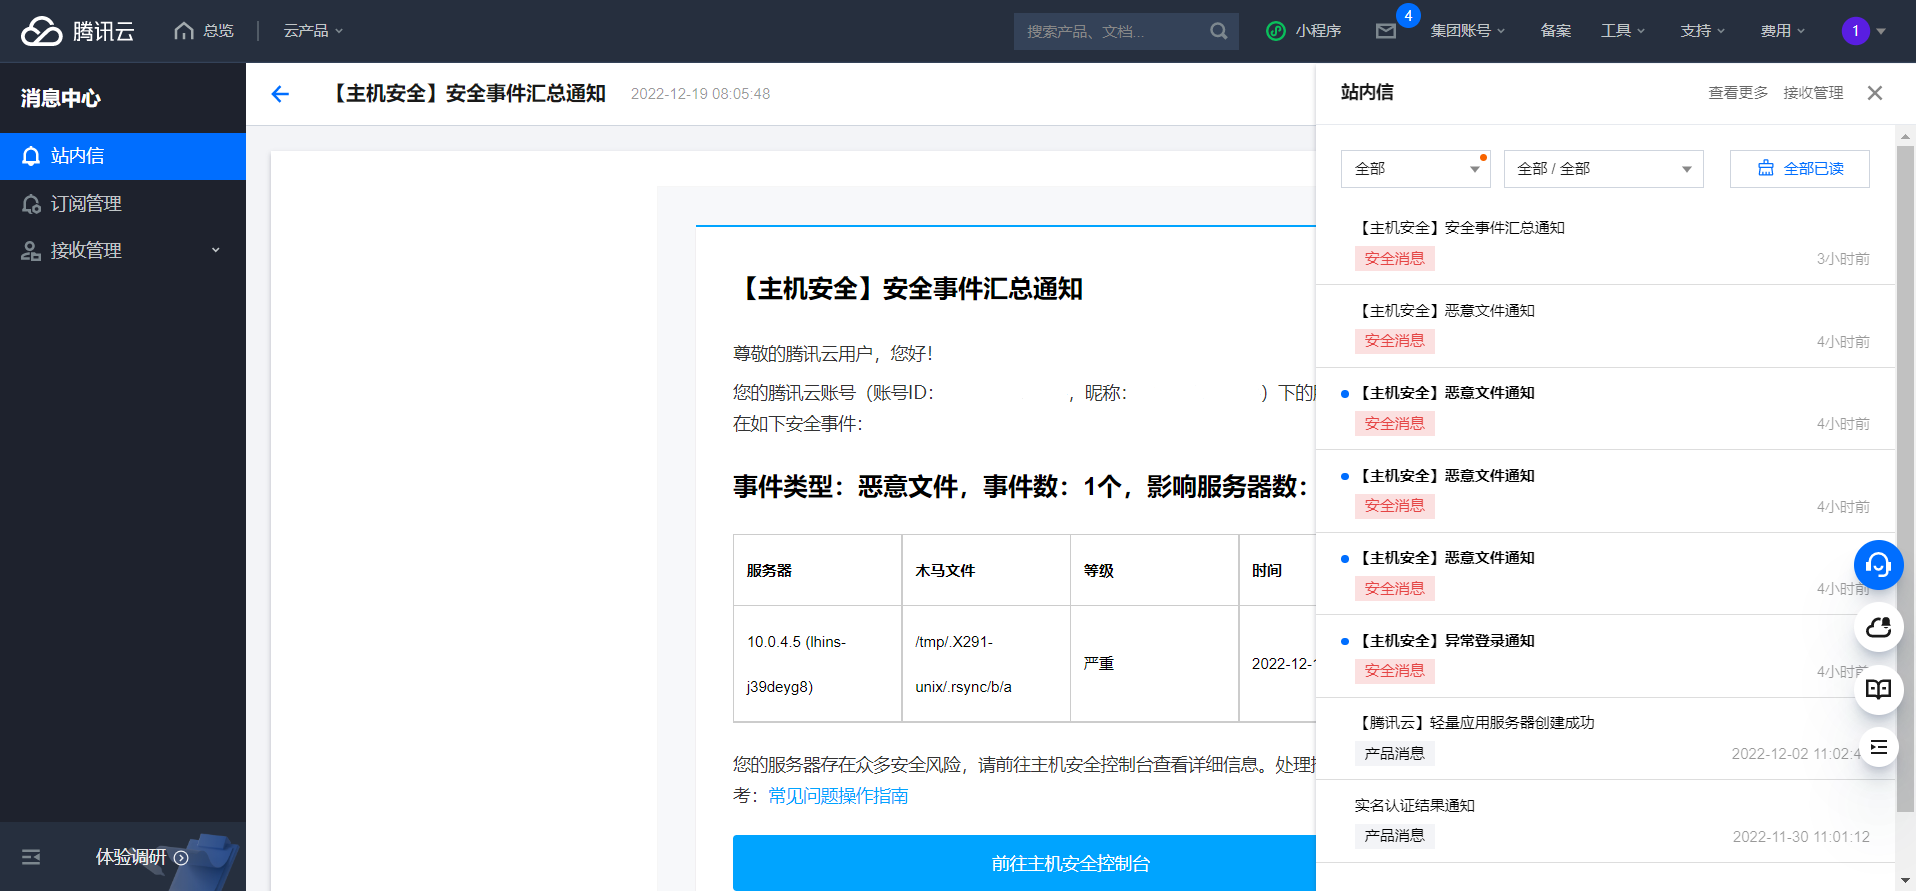 腾讯云
总览
云产品
搜索产品、文档...
小程序
4
集团账号
备案
工具
支持
费用
1
消息中心
站内信
订阅管理
接收管理
体验调研
【主机安全】安全事件汇总通知
2022-12-19 08:05:48
【主机安全】安全事件汇总通知
尊敬的腾讯云用户，您好！
您的腾讯云账号（账号ID： ，昵称： ）下的
在如下安全事件：
事件类型：恶意文件，事件数：1个，影响服务器数：
服务器 木马文件 等级 时间
10.0.4.5 (lhins- /tmp/.X291-
严重 2022-12-1
j39deyg8) unix/.rsync/b/a
您的服务器存在众多安全风险，请前往主机安全控制台查看详细信息。处理
考：常见问题操作指南
前往主机安全控制台
站内信
查看更多 接收管理
全部
全部 / 全部
全部已读
【主机安全】安全事件汇总通知
安全消息 3小时前
【主机安全】恶意文件通知
安全消息 4小时前
【主机安全】恶意文件通知
安全消息 4小时前
【主机安全】恶意文件通知
安全消息 4小时前
【主机安全】恶意文件通知
安全消息 4小时前
【主机安全】异常登录通知
安全消息 4小时前
【腾讯云】轻量应用服务器创建成功
产品消息 2022-12-02 11:02:4
实名认证结果通知
产品消息 2022-11-30 11:01:12